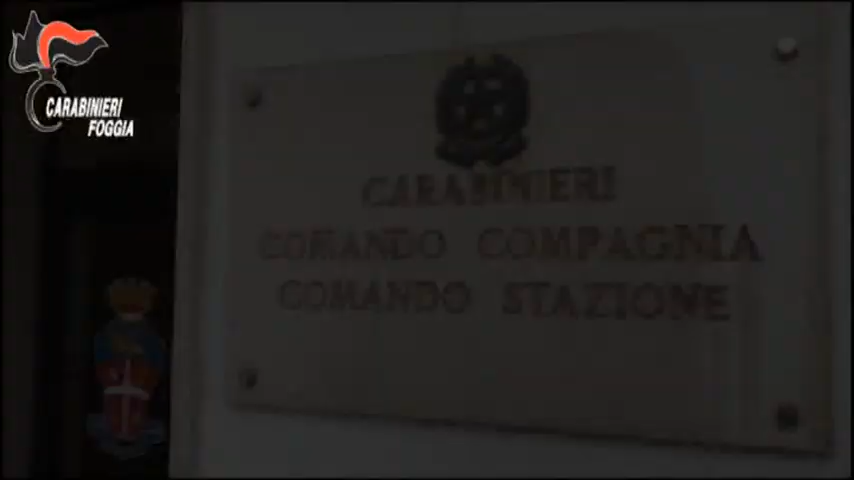 CARABINIERI
FOGGIA
CARABINIERI
COMANDO COMPAGNIA
COMANDO STAZIONE